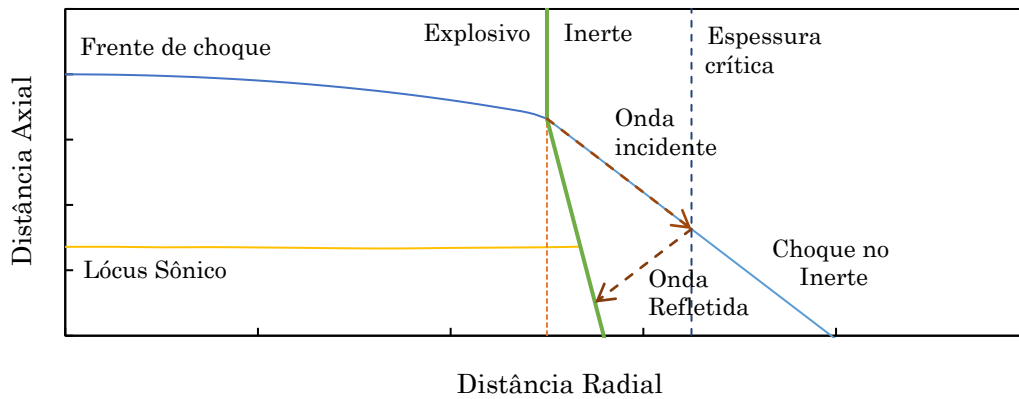 Frente de choque
Explosivo
Inerte
Espessura
crítica
Onda
incidente
Distância Axial
Lócus Sônico
Onda
Refletida
Choque no
Inerte
Distância Radial